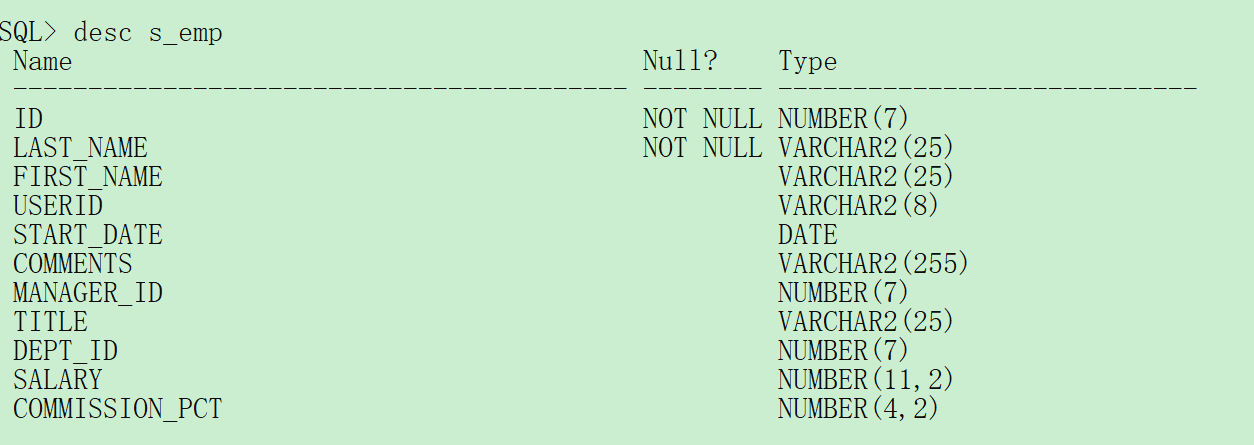 SQL> desc s_emp
Name Null? Type
----------------------------------------- -------- ----------------------------
ID NOT NULL NUMBER(7)
LAST_NAME NOT NULL VARCHAR2(25)
FIRST_NAME VARCHAR2(25)
USERID VARCHAR2(8)
START_DATE DATE
COMMENTS VARCHAR2(255)
MANAGER_ID NUMBER(7)
TITLE VARCHAR2(25)
DEPT_ID NUMBER(7)
SALARY NUMBER(11,2)
COMMISSION_PCT NUMBER(4,2)